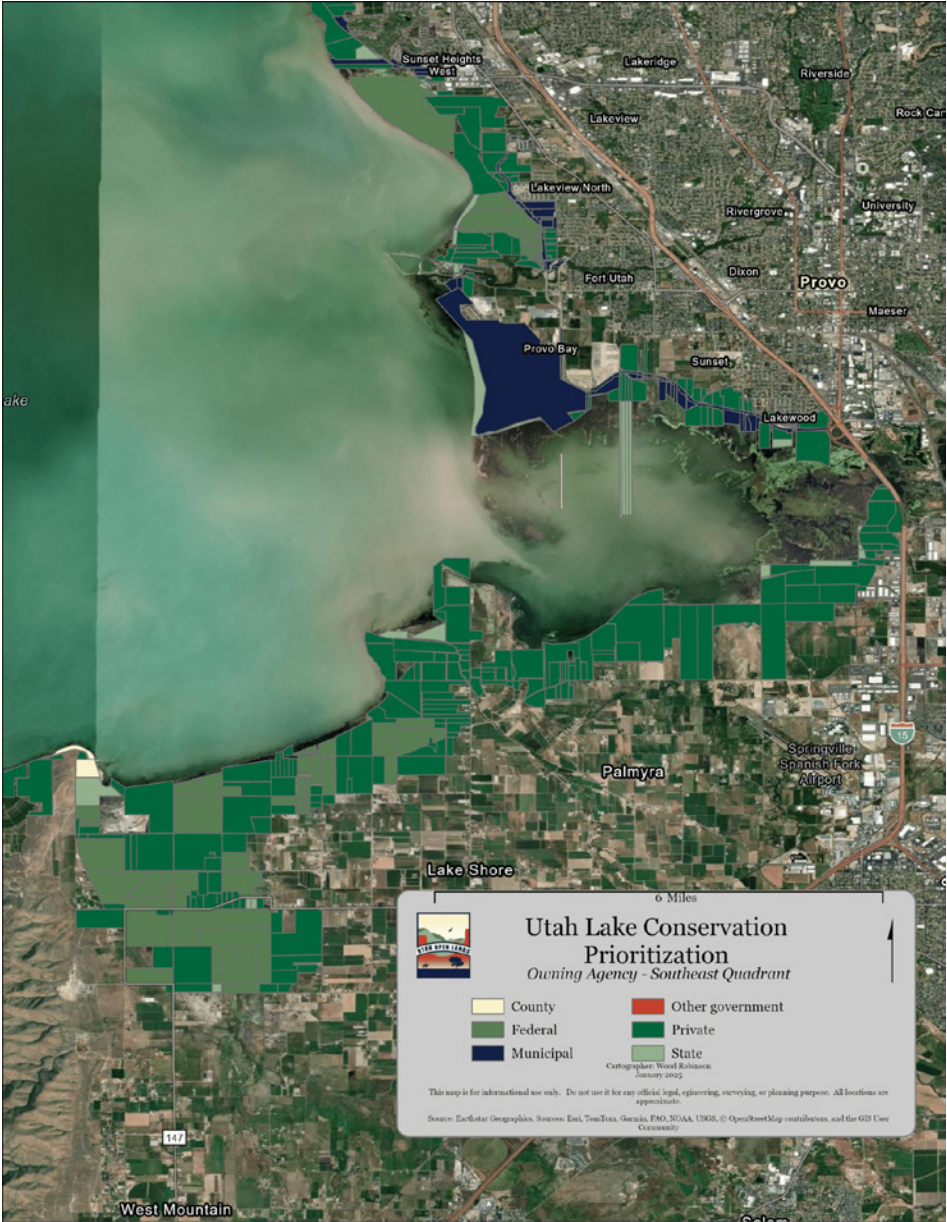 Sunset Heights
West
Lakeridge
Riverside
Rock Can
Lakeview
Lakeview North
University
Rivergrove
Dixon
Fort Utah
Provo
Maeser
Provo Bay
Sunset
ake
Lakewood
15
Springville
Spanish Fork
Airport
Palmyra
Lake Shore
6 Miles
UTAH OPEN LANDS
Utah Lake Conservation
Prioritization
Owning Agency - Southeast Quadrant
County
Other government
Federal
Private
Municipal
State
Cartographer: Wood Robinson
January 2025
This map is for informational use only. Do not use it for any official legal, egineering, surveying, or planning purpose. All locations are
approximate.
Source: Earthstar Geographics, Sources: Esri, TomTom, Garmin, FAO, NOAA, USGS, © OpenStreetMap contributors, and the GIS User
Community
147
West Mountain
Salem